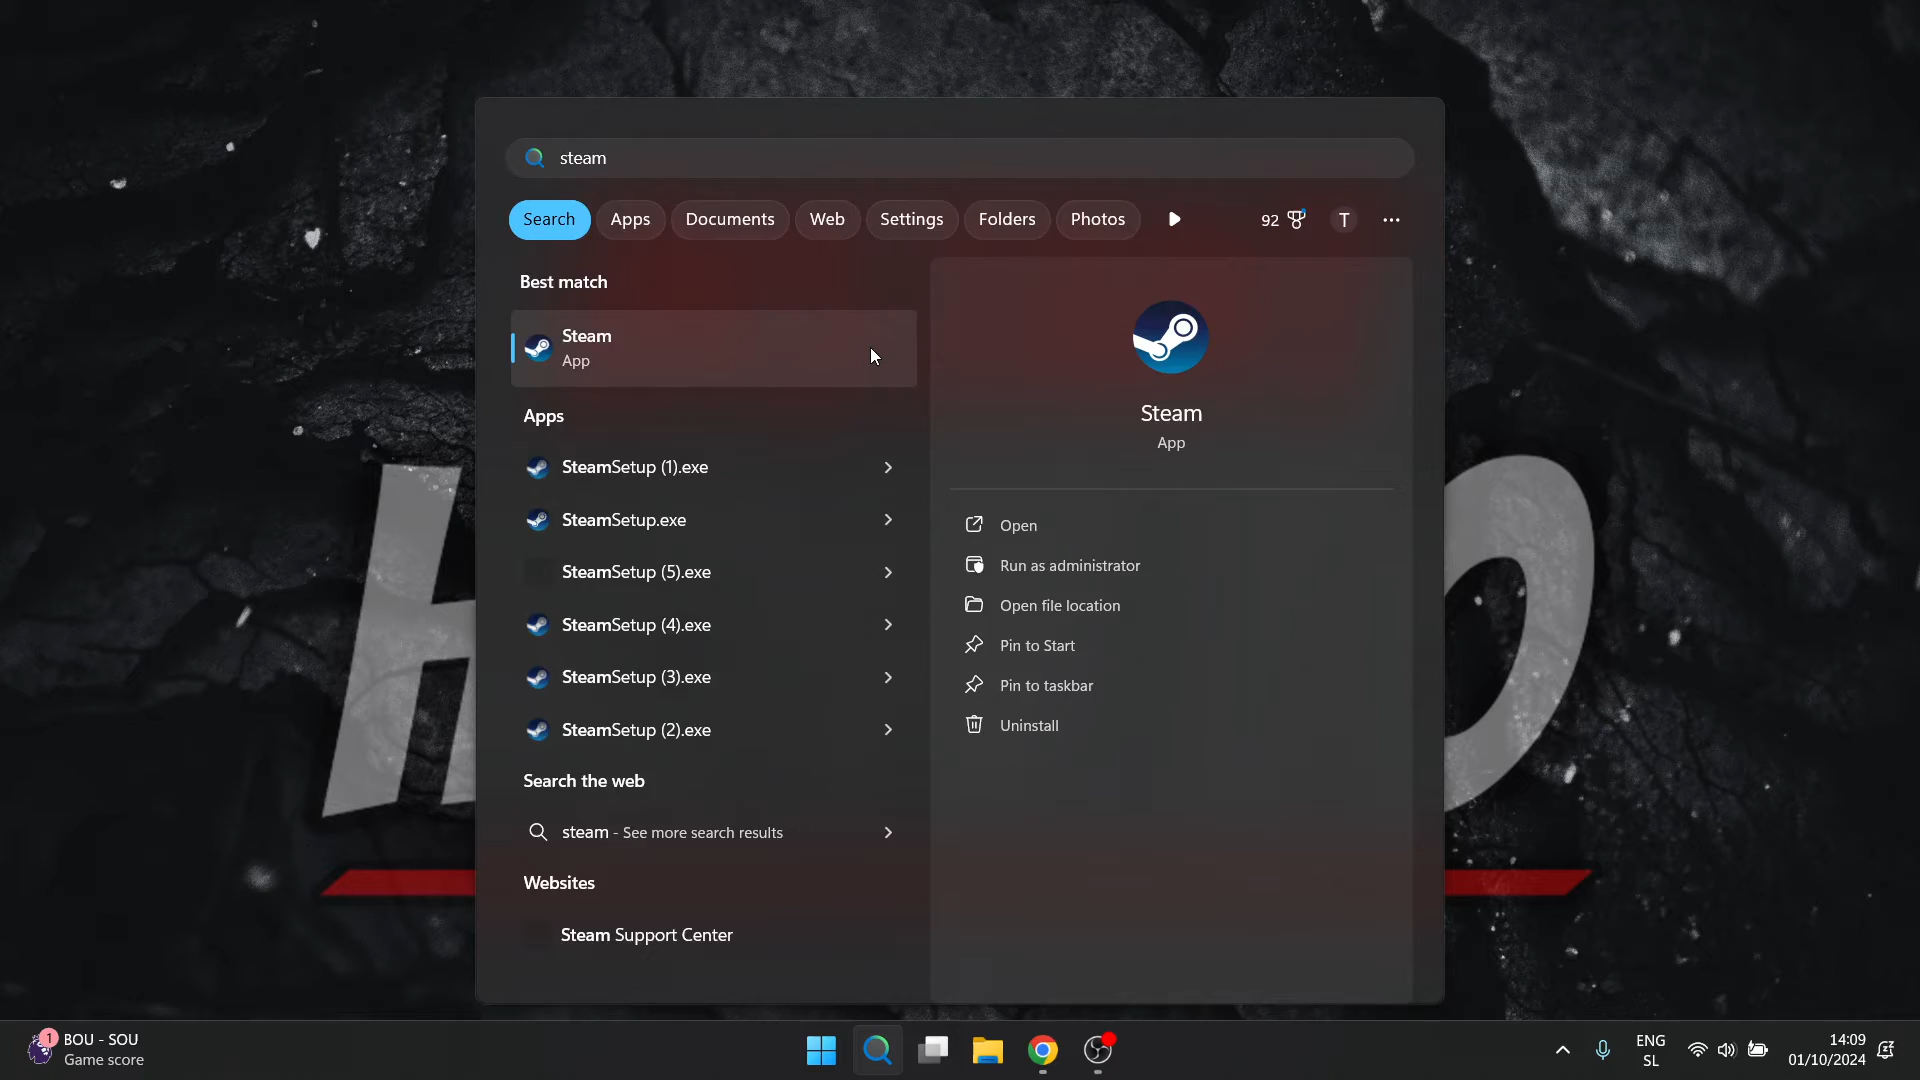 steam
Search Apps Documents Web Settings Folders Photos 92 T
Best match
Steam
App
Apps
SteamSetup (1).exe
SteamSetup.exe
SteamSetup (5).exe
SteamSetup (4).exe
SteamSetup (3).exe
SteamSetup (2).exe
Search the web
steam - See more search results
Websites
Steam Support Center
Steam
App
Open
Run as administrator
Open file location
Pin to Start
Pin to taskbar
Uninstall
1
BOU - SOU
Game score
ENG
SL
14:09
01/10/2024